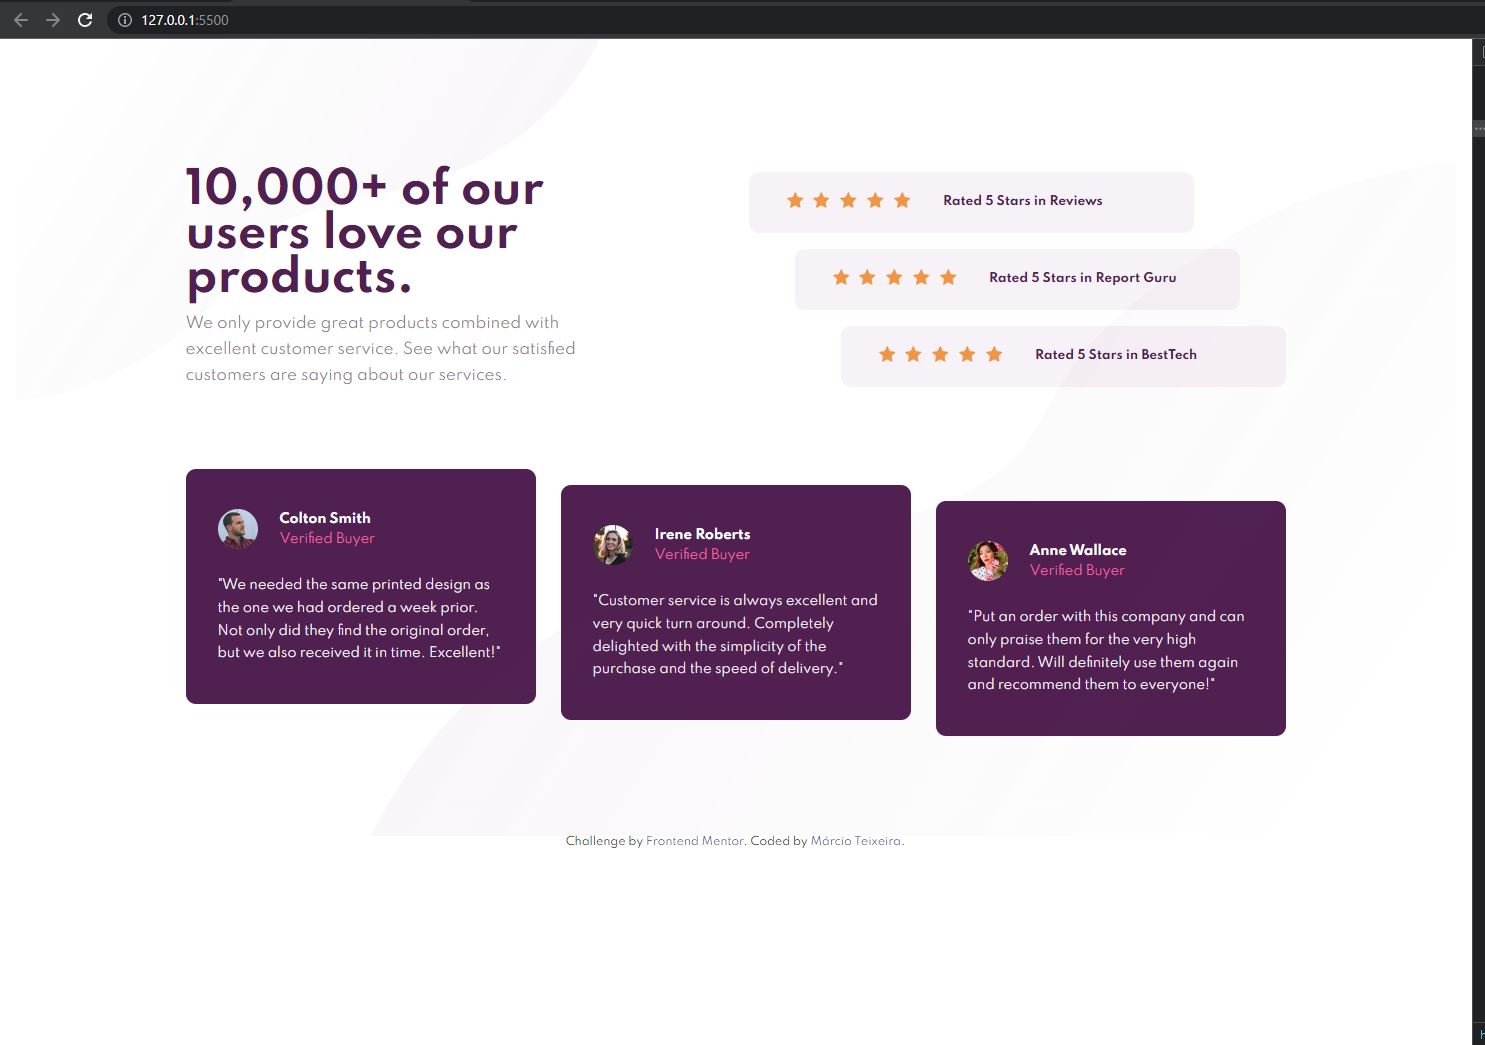 127.0.0.1:5500
10,000+ of our
users love our
products.
We only provide great products combined with
excellent customer service. See what our satisfied
customers are saying about our services.
Rated 5 Stars in Reviews
Rated 5 Stars in Report Guru
Rated 5 Stars in BestTech
Colton Smith
Verified Buyer
"We needed the same printed design as
the one we had ordered a week prior.
Not only did they find the original order,
but we also received it in time. Excellent!"
Irene Roberts
Verified Buyer
"Customer service is always excellent and
very quick turn around. Completely
delighted with the simplicity of the
purchase and the speed of delivery."
Anne Wallace
Verified Buyer
"Put an order with this company and can
only praise them for the very high
standard. Will definitely use them again
and recommend them to everyone!"
Challenge by Frontend Mentor. Coded by Márcio Teixeira.